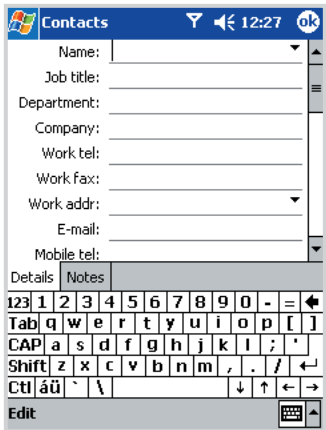 Contacts 12:27 ok
Name:
Job title:
Department:
Company:
Work tel:
Work fax:
Work addr:
E-mail:
Mobile tel:
Details Notes
123 1 2 3 4 5 6 7 8 9 0 - =
Tab q w e r t y u i o p [ ]
CAP a s d f g h j k l ; '
Shift z x c v b n m , . /
Ctl áü ` \
Edit